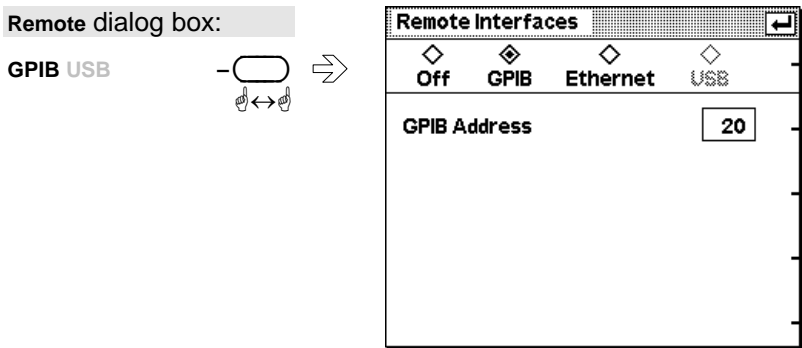 Remote dialog box:
GPIB USB
Remote Interfaces
Off GPIB Ethernet USB
GPIB Address 20